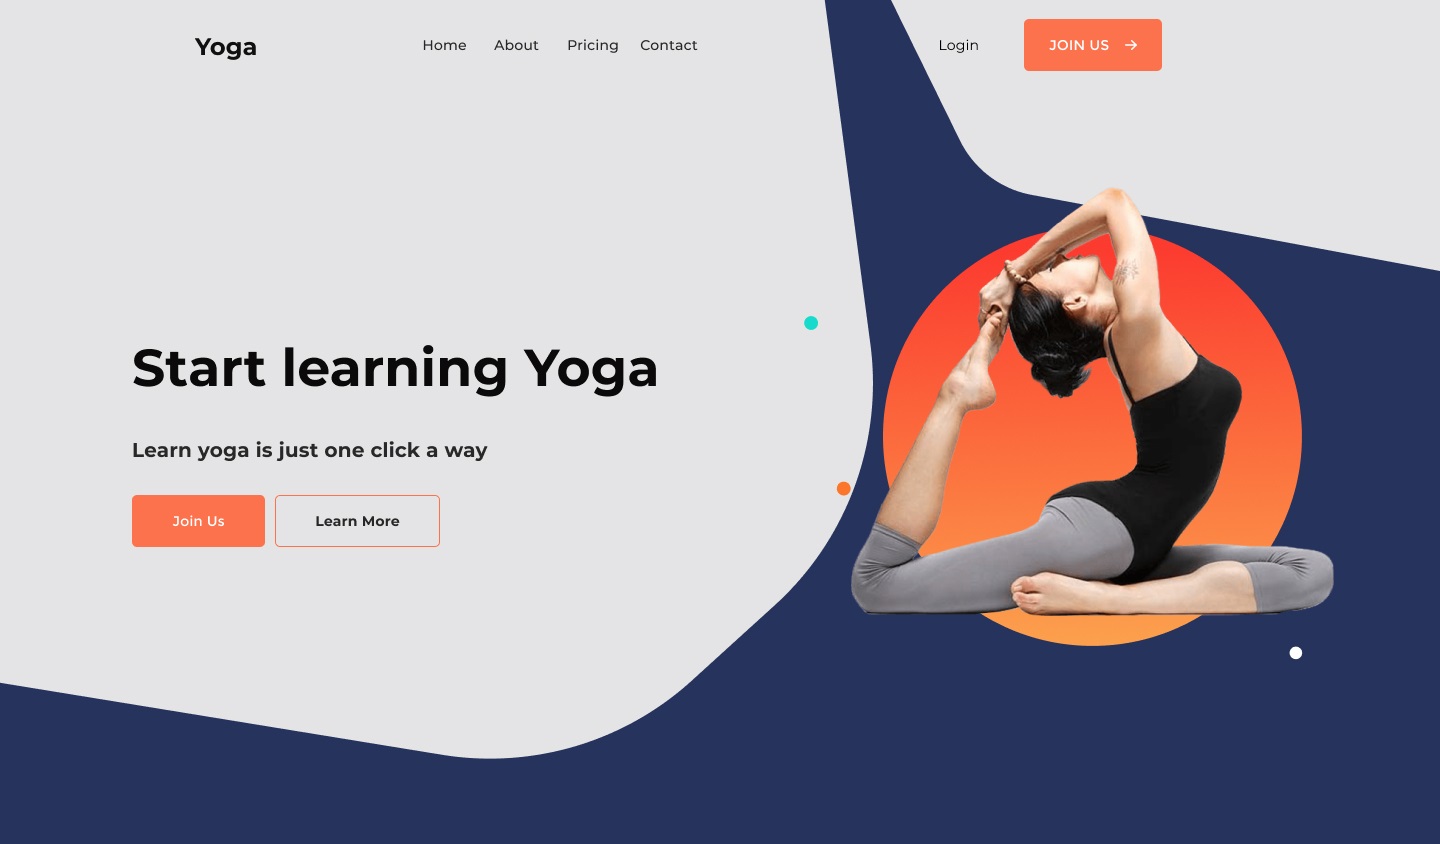 Yoga
Home About Pricing Contact
Login
JOIN US
Start learning Yoga
Learn yoga is just one click a way
Join Us
Learn More